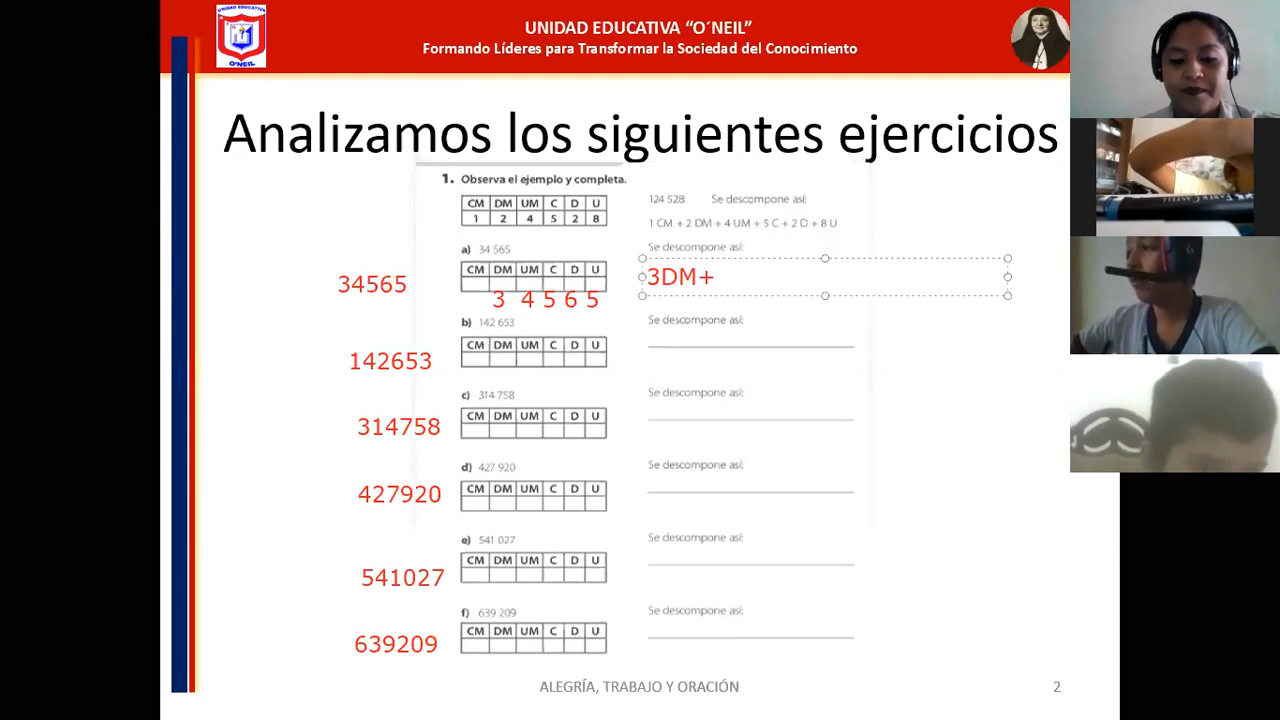 UNIDAD EDUCATIVA
O´NEIL
UNIDAD EDUCATIVA “O´NEIL”
Formando Líderes para Transformar la Sociedad del Conocimiento
Analizamos los siguientes ejercicios
1. Observa el ejemplo y completa.
CM DM UM C D U
1 2 4 5 2 8
124 528: Se descompone así:
1 CM + 2 DM + 4 UM + 5 C + 2 D + 8 U
a) 34 565
Se descompone así:
34565
CM DM UM C D U
3 4 5 6 5
3DM+
b) 142 653
Se descompone así:
142653
CM DM UM C D U
c) 314 758
Se descompone así:
314758
CM DM UM C D U
d) 427 920
Se descompone así:
427920
CM DM UM C D U
e) 541 027
Se descompone así:
541027
CM DM UM C D U
f) 639 209
Se descompone así:
639209
CM DM UM C D U
ALEGRÍA, TRABAJO Y ORACIÓN
2